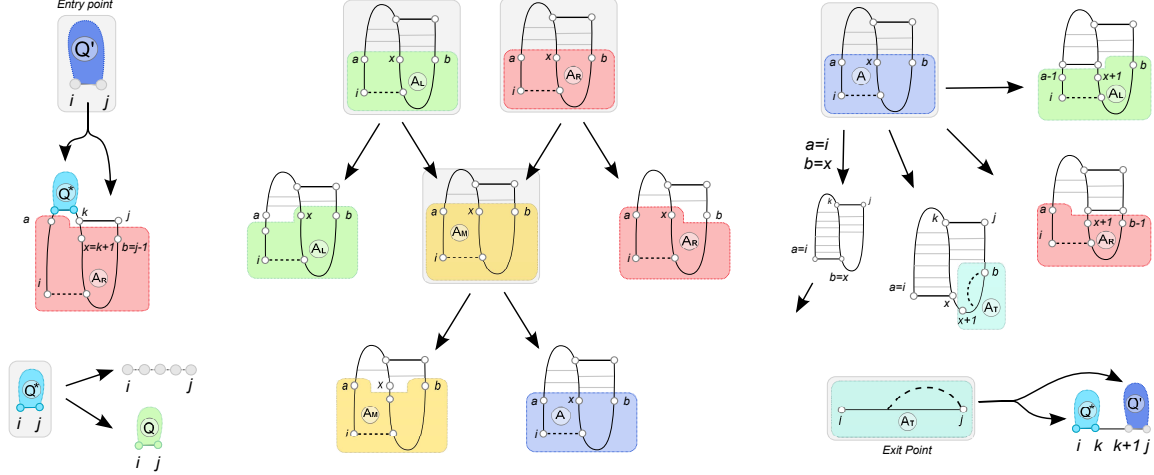 Entry point
Q'
i j
Q*
a k j
x=k+1 b=j-1
A_R
i
Q*
i j
i j
Q
i j
a x b
A_L
i
a x b
A_R
i
a x b
A_L
i
a x b
A_M
i
a x b
A_R
i
a x b
A_M
i
a x b
A
i
a x b
A
i
a-1 x+1 b
A_L
i
a=i
b=x
k j
a=i
b=x
k j
a=i x b
x+1
A_T
a x+1 b-1
A_R
i
i j
A_T
Exit Point
Q* Q'
i k k+1 j